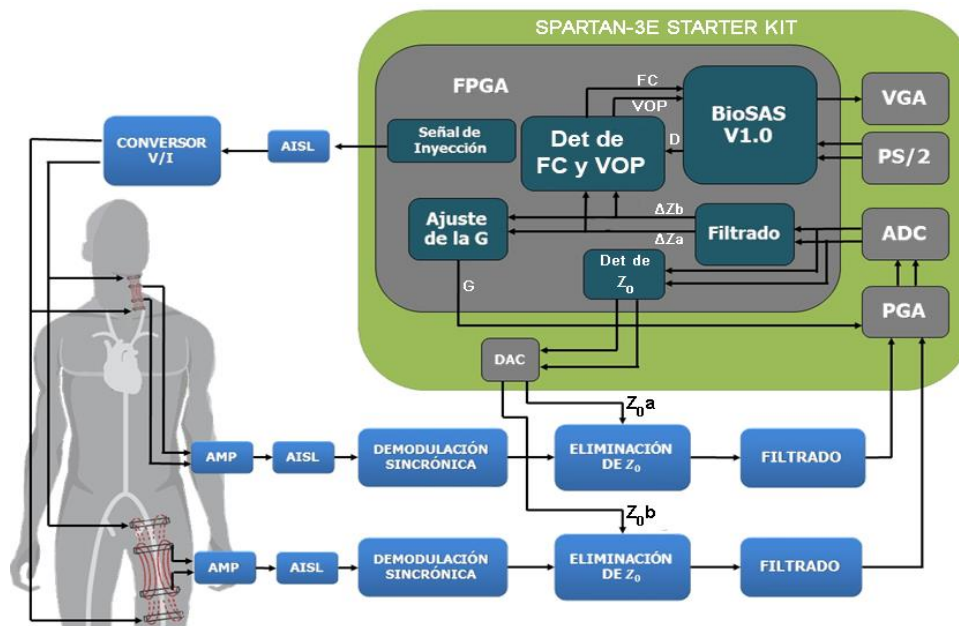 SPARTAN-3E STARTER KIT
FPGA
FC
VOP
BioSAS
V1.0
VGA
PS/2
Señal de
Inyección
AISL
CONVERSOR
V/I
Det de
FC y VOP
D
Ajuste
de la G
ΔZb
ΔZa
Filtrado
ADC
Det de
Z₀
G
PGA
DAC
Z₀a
AMP
AISL
DEMODULACIÓN
SINCRÓNICA
ELIMINACIÓN
DE Z₀
FILTRADO
Z₀b
AMP
AISL
DEMODULACIÓN
SINCRÓNICA
ELIMINACIÓN
DE Z₀
FILTRADO